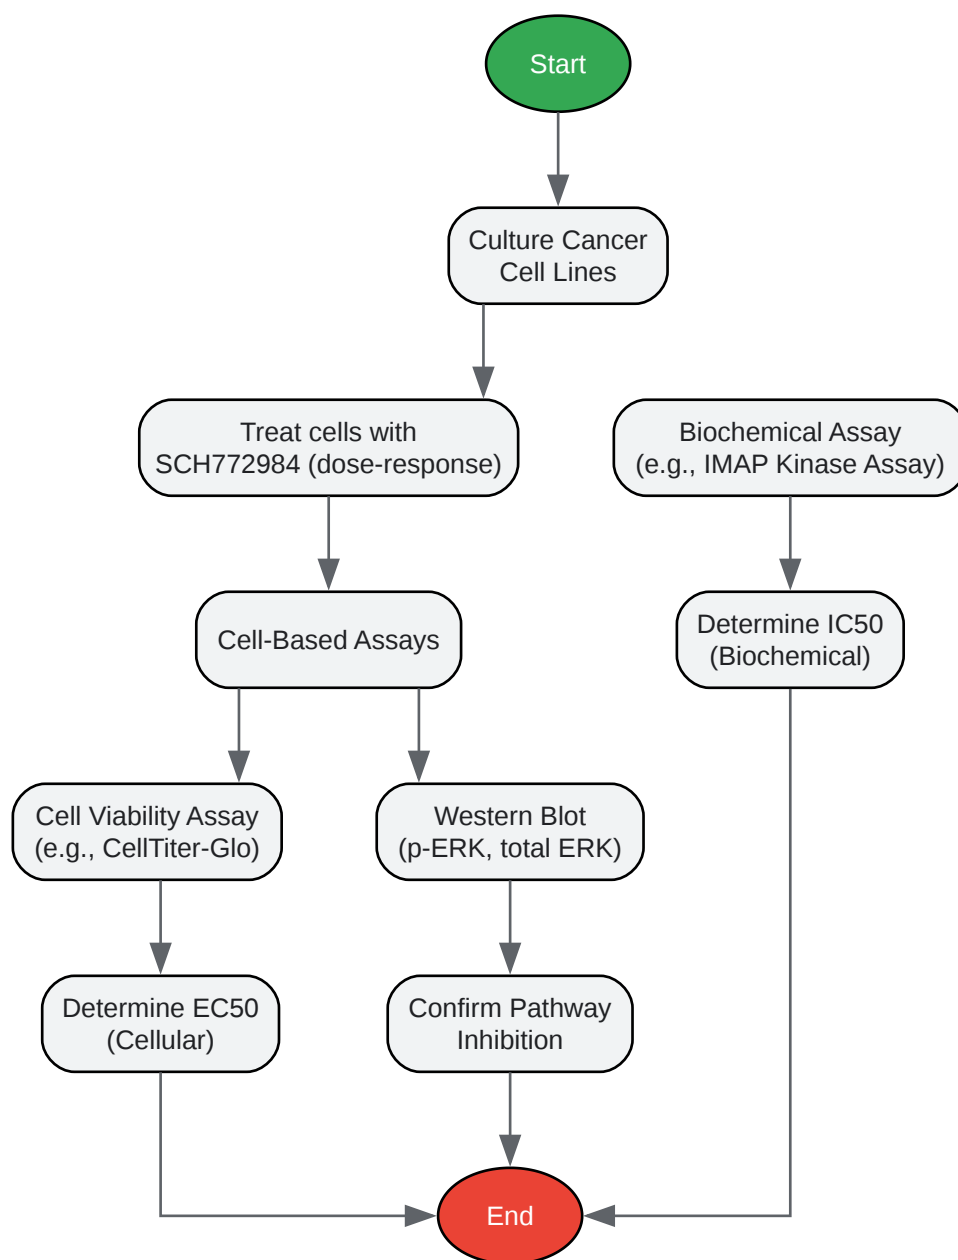 Start
Culture Cancer
Cell Lines
Treat cells with
SCH772984 (dose-response)
Biochemical Assay
(e.g., IMAP Kinase Assay)
Cell-Based Assays
Determine IC50
(Biochemical)
Cell Viability Assay
(e.g., CellTiter-Glo)
Western Blot
(p-ERK, total ERK)
Determine EC50
(Cellular)
Confirm Pathway
Inhibition
End